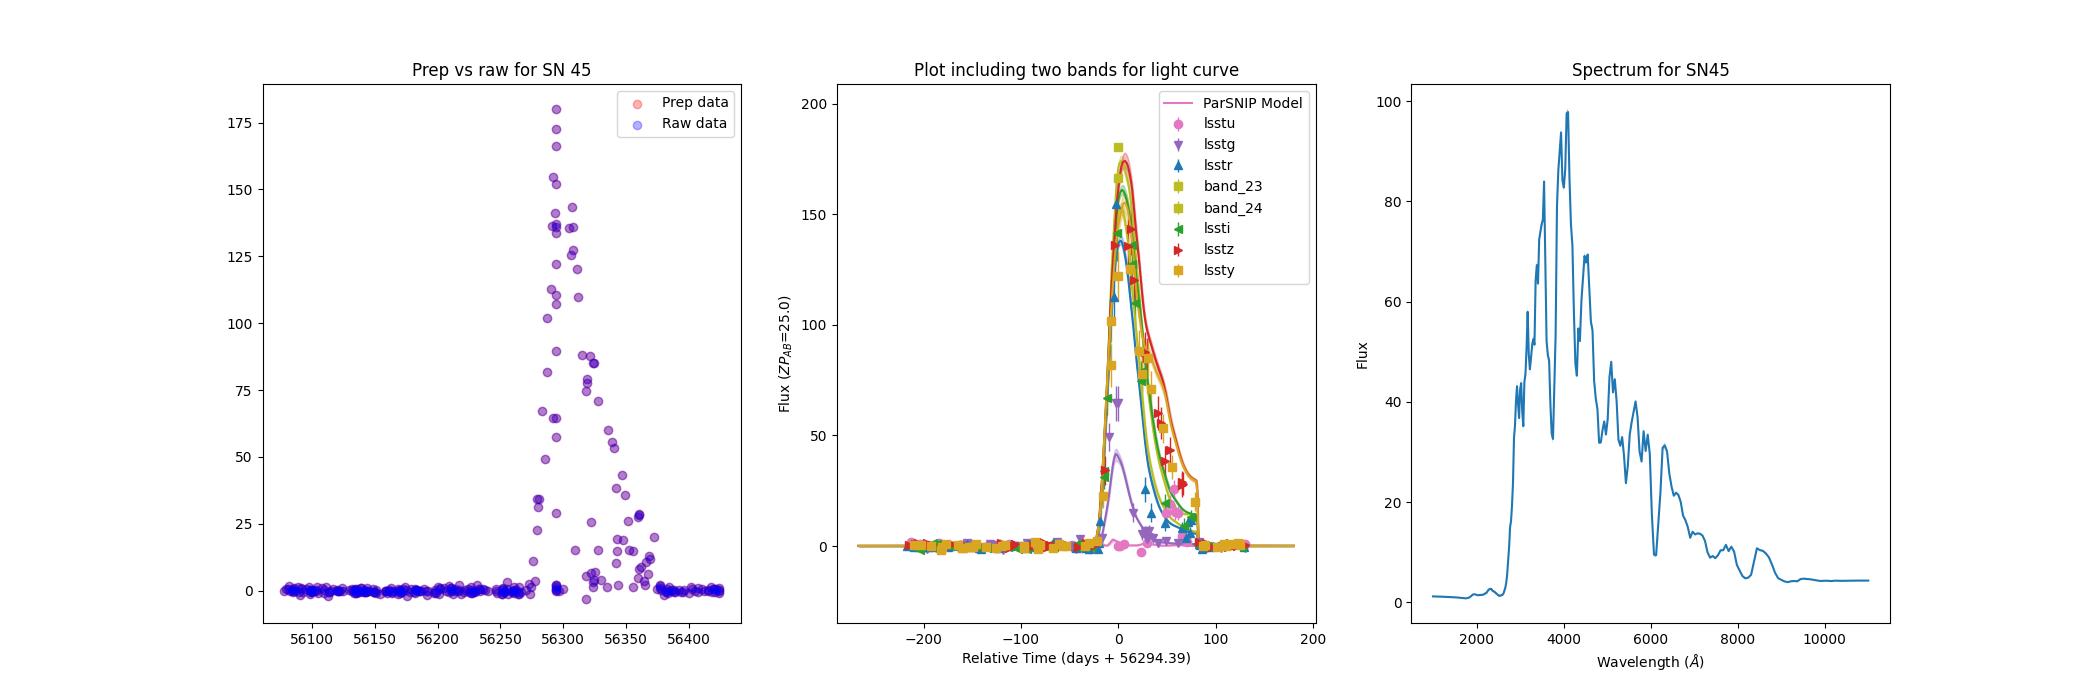 Prep vs raw for SN 45
Prep data
Raw data
175
150
125
100
75
50
25
0
56100 56150 56200 56250 56300 56350 56400
Plot including two bands for light curve
ParSNIP Model
lsstu
lsstg
lsstr
band_23
band_24
lssti
lsstz
lssty
Flux (ZP_AB=25.0)
200
150
100
50
0
−200 −100 0 100 200
Relative Time (days + 56294.39)
Spectrum for SN45
Flux
100
80
60
40
20
0
2000 4000 6000 8000 10000
Wavelength (Å)